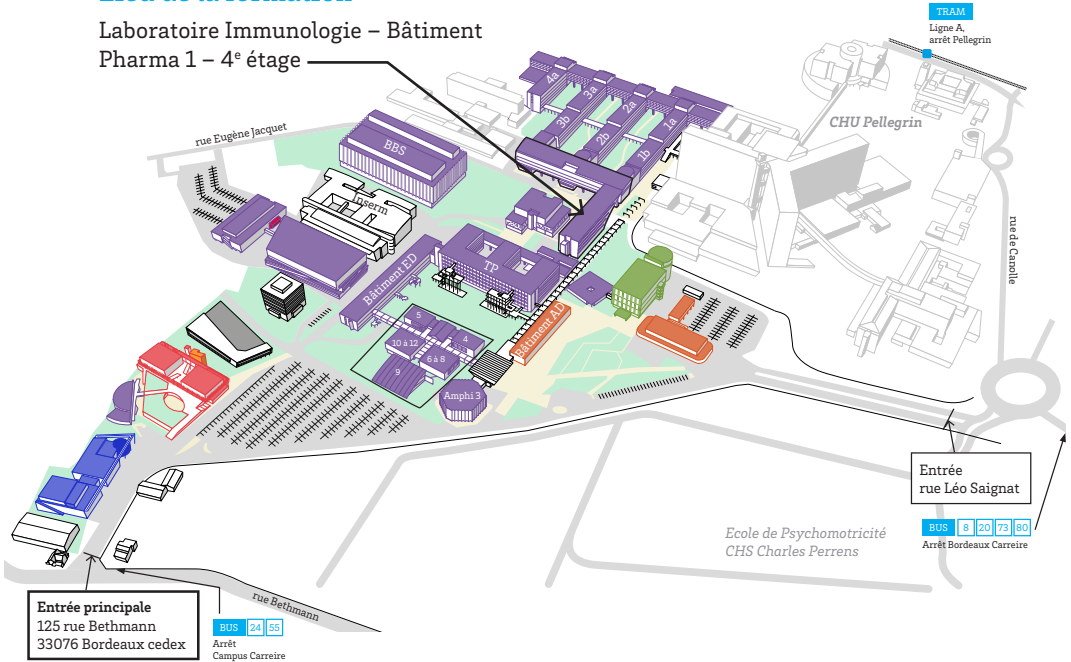 Lieu de la formation
Laboratoire Immunologie – Bâtiment
Pharma 1 – 4e étage
TRAM
Ligne A,
arrêt Pellegrin
CHU Pellegrin
rue Eugène Jacquet
rue de Canolle
4a
3a
2a
1a
3b
2b
1b
BBS
Inserm
TP
Bâtiment ED
Bâtiment AD
5
4
10 à 12
6 à 8
9
Amphi 3
Entrée
rue Léo Saignat
BUS 8 20 73 80
Arrêt Bordeaux Carreire
Ecole de Psychomotricité
CHS Charles Perrens
rue Bethmann
Entrée principale
125 rue Bethmann
33076 Bordeaux cedex
BUS 24 55
Arrêt
Campus Carreire